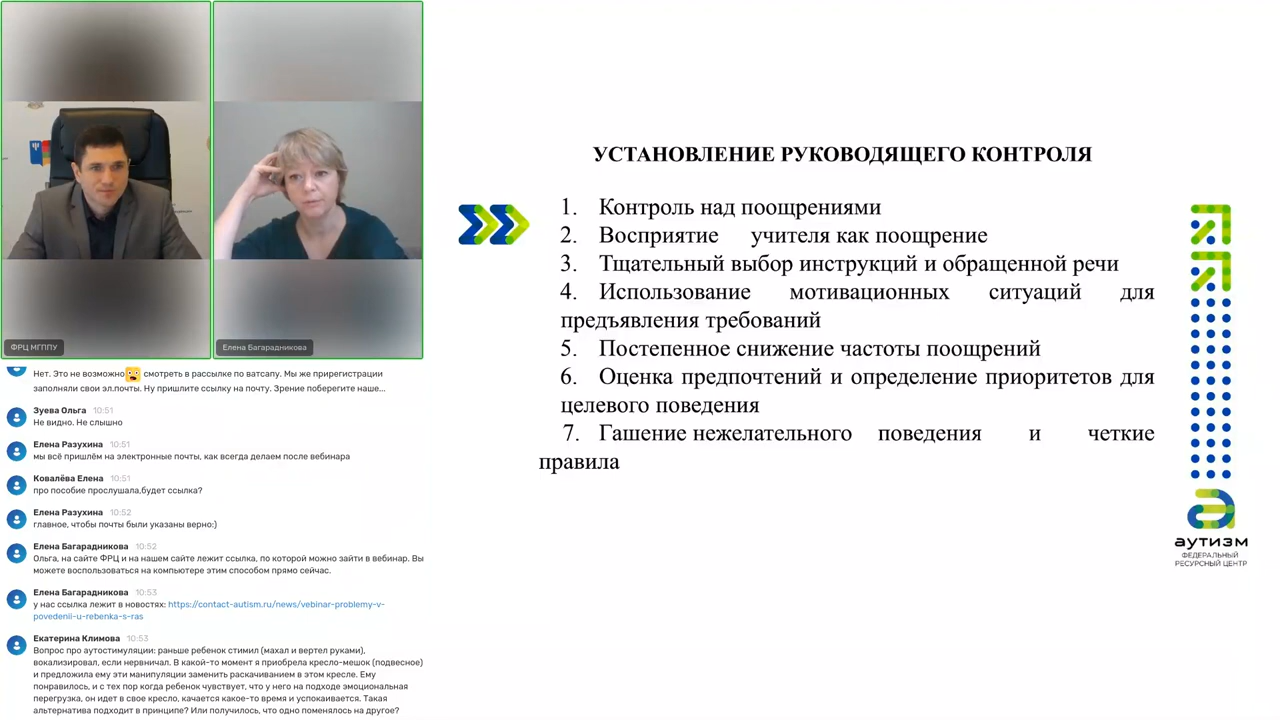 ФРЦ МГППУ
Елена Багарадникова
Нет. Это не возможно смотреть в рассылке по ватсапу. Мы же прирегистрации
заполняли свои эл.почты. Ну пришлите ссылку на почту. Зрение поберегите наше...
Зуева Ольга 10:51
Не видно. Не слышно
Елена Разухина 10:51
мы всё пришлём на электронные почты, как всегда делаем после вебинара
Ковалёва Елена 10:51
про пособие прослушала,будет ссылка?
Елена Разухина 10:52
главное, чтобы почты были указаны верно:)
Елена Багарадникова 10:52
Ольга, на сайте ФРЦ и на нашем сайте лежит ссылка, по которой можно зайти в вебинар. Вы
можете воспользоваться на компьютере этим способом прямо сейчас.
Елена Багарадникова 10:53
у нас ссылка лежит в новостях: https://contact-autism.ru/news/vebinar-problemy-v-
povedenii-u-rebenka-s-ras
Екатерина Климова 10:53
Вопрос про аутостимуляции: раньше ребенок стимил (махал и вертел руками),
вокализировал, если нервничал. В какой-то момент я приобрела кресло-мешок (подвесное)
и предложила ему эти манипуляции заменить раскачиванием в этом кресле. Ему
понравилось, и с тех пор когда ребенок чувствует, что у него на подходе эмоциональная
перегрузка, он идет в свое кресло, качается какое-то время и успокаивается. Такая
альтернатива подходит в принципе? Или получилось, что одно поменялось на другое?
УСТАНОВЛЕНИЕ РУКОВОДЯЩЕГО КОНТРОЛЯ
1. Контроль над поощрениями
2. Восприятие учителя как поощрение
3. Тщательный выбор инструкций и обращенной речи
4. Использование мотивационных ситуаций для
предъявления требований
5. Постепенное снижение частоты поощрений
6. Оценка предпочтений и определение приоритетов для
целевого поведения
7. Гашение нежелательного поведения и четкие
правила
аутизм
ФЕДЕРАЛЬНЫЙ
РЕСУРСНЫЙ ЦЕНТР